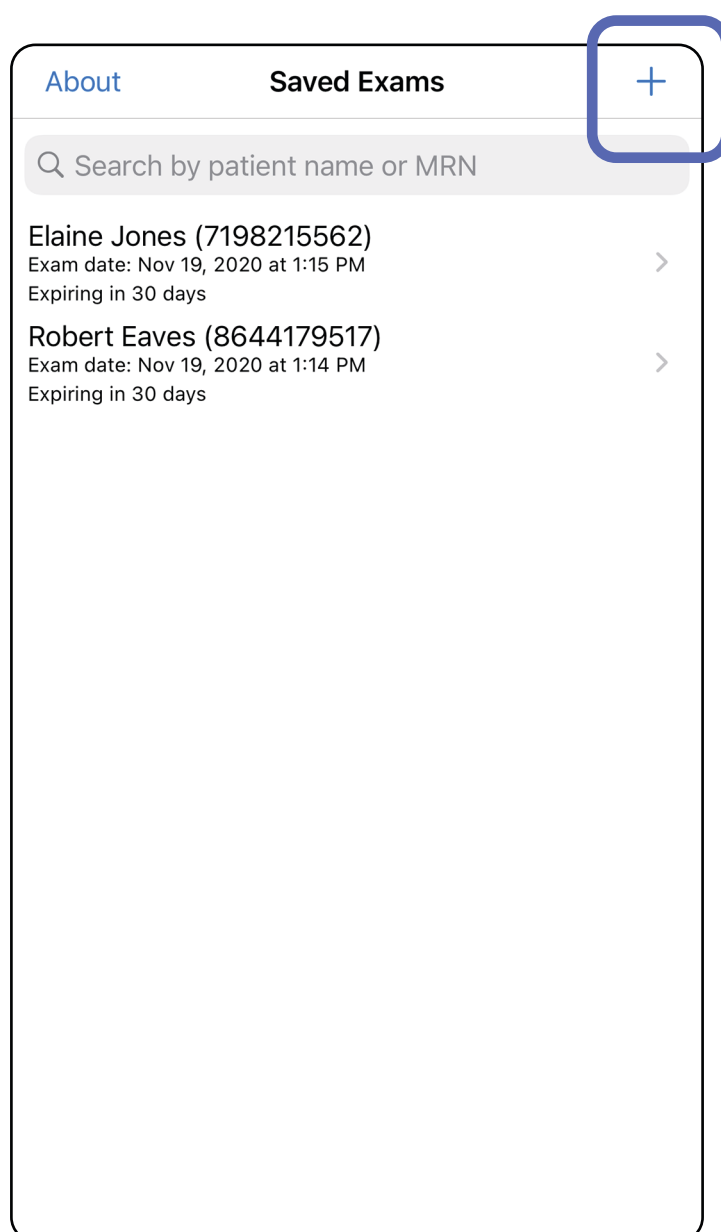 About Saved Exams +
Search by patient name or MRN
Elaine Jones (7198215562)
Exam date: Nov 19, 2020 at 1:15 PM
Expiring in 30 days
Robert Eaves (8644179517)
Exam date: Nov 19, 2020 at 1:14 PM
Expiring in 30 days